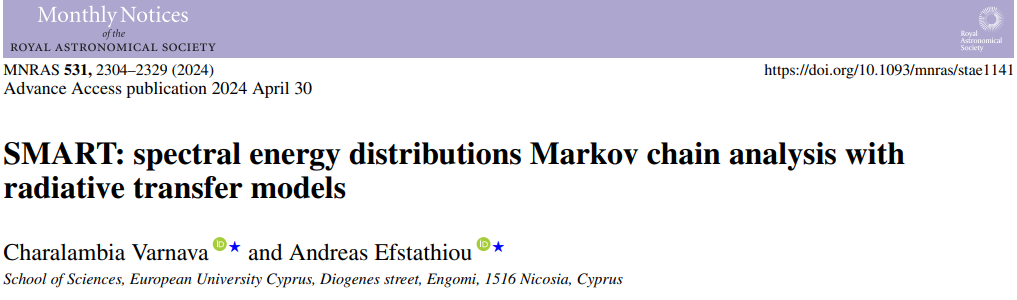 Monthly Notices
of the
ROYAL ASTRONOMICAL SOCIETY
Royal
Astronomical
Society
MNRAS 531, 2304–2329 (2024)
https://doi.org/10.1093/mnras/stae1141
Advance Access publication 2024 April 30
SMART: spectral energy distributions Markov chain analysis with
radiative transfer models
Charalambia Varnava iD ★ and Andreas Efstathiou iD ★
School of Sciences, European University Cyprus, Diogenes street, Engomi, 1516 Nicosia, Cyprus